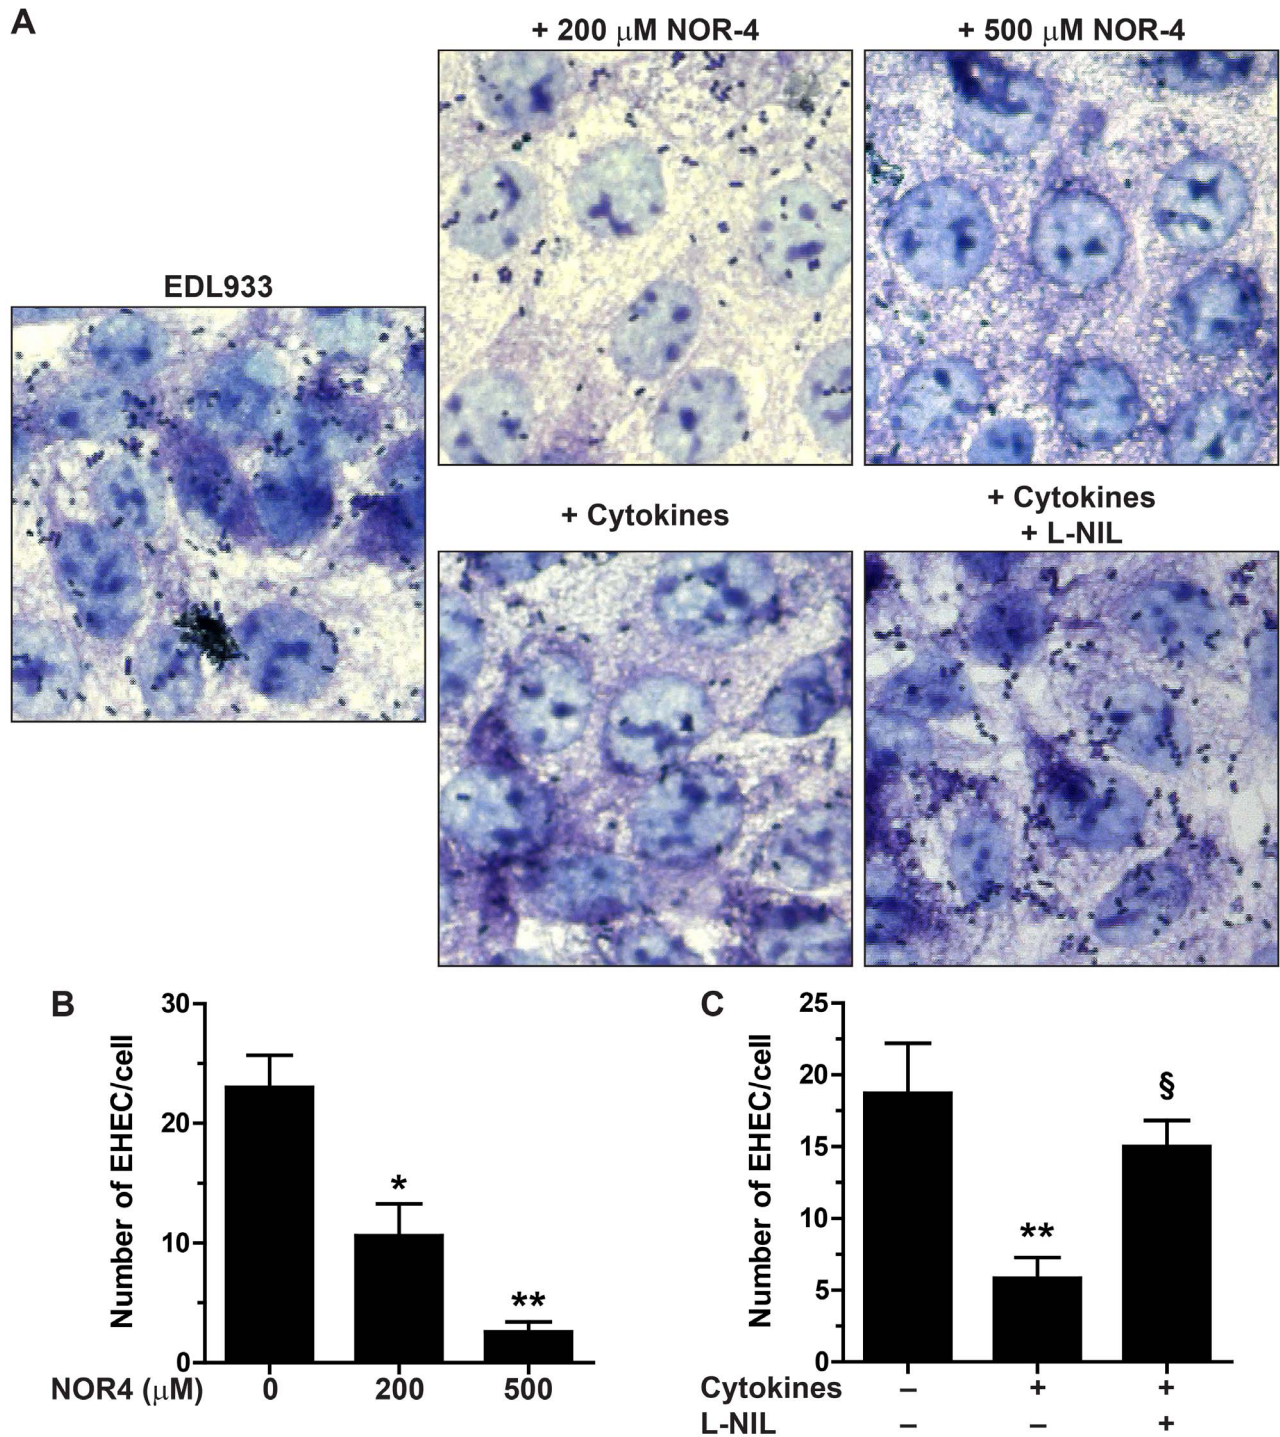 A
+ 200 μM NOR-4
+ 500 μM NOR-4
EDL933
+ Cytokines
+ Cytokines
+ L-NIL
B
30
20
10
0
Number of EHEC/cell
*
**
NOR4 (μM) 0 200 500
C
25
20
15
10
5
0
Number of EHEC/cell
**
§
Cytokines – + +
L-NIL – – +